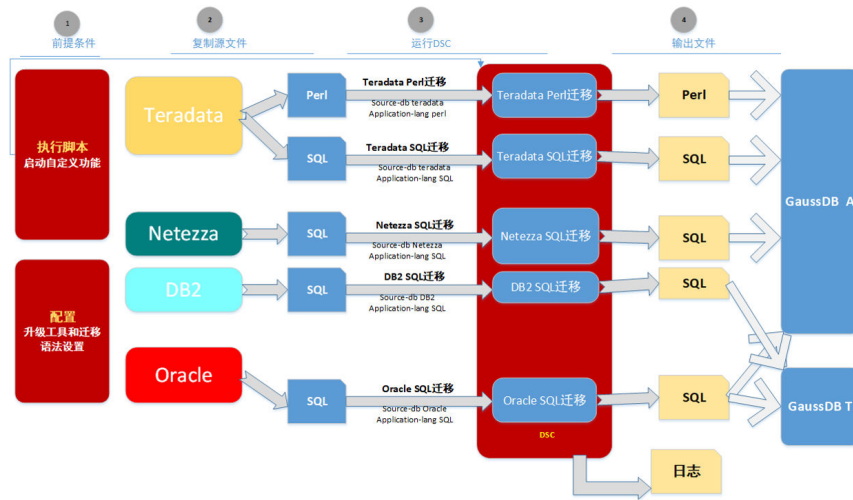 1
2
3
4
前提条件
复制源文件
运行DSC
输出文件
执行脚本
启动自定义功能
配置
升级工具和迁移
语法设置
Teradata
Perl
Teradata Perl迁移
Source-db teradata
Application-lang perl
Teradata Perl迁移
Perl
SQL
Teradata SQL迁移
Source-db teradata
Application-lang SQL
Teradata SQL迁移
SQL
Netezza
SQL
Netezza SQL迁移
Source-db Netezza
Application-lang SQL
Netezza SQL迁移
SQL
DB2
SQL
DB2 SQL迁移
Source-db DB2
Application-lang SQL
DB2 SQL迁移
SQL
Oracle
SQL
Oracle SQL迁移
Source-db Oracle
Application-lang SQL
Oracle SQL迁移
SQL
DSC
日志
GaussDB A
GaussDB T